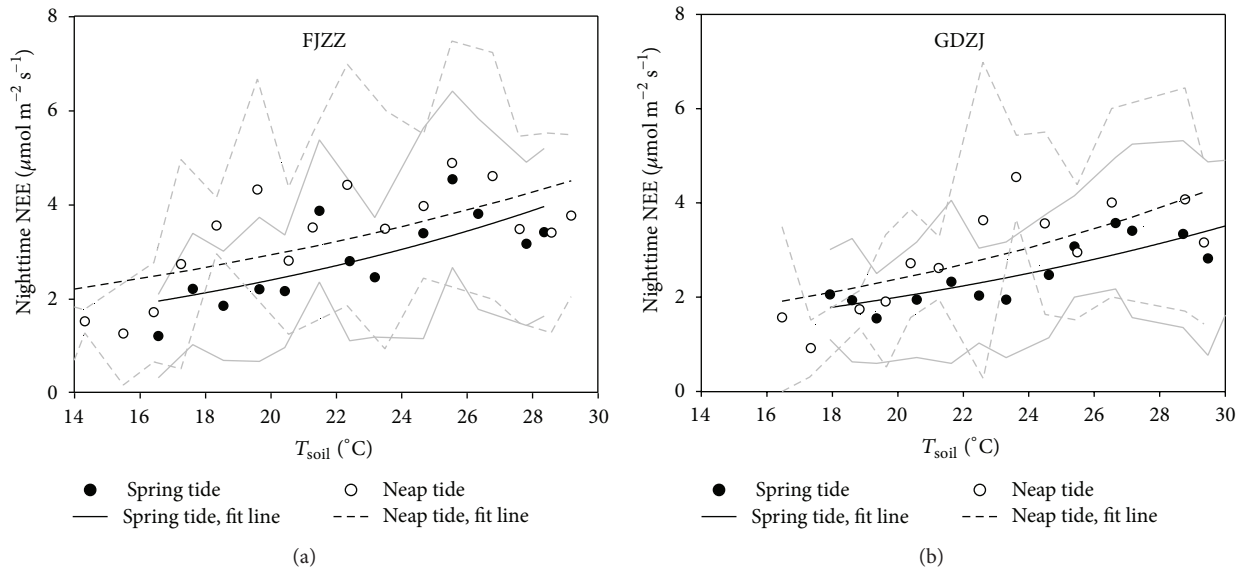 FJZZ
Nighttime NEE (μmol m⁻² s⁻¹)
8
6
4
2
0
14 16 18 20 22 24 26 28 30
T_soil (°C)
Spring tide
Neap tide
Spring tide, fit line
Neap tide, fit line
(a)
GDZJ
Nighttime NEE (μmol m⁻² s⁻¹)
8
6
4
2
0
14 16 18 20 22 24 26 28 30
T_soil (°C)
Spring tide
Neap tide
Spring tide, fit line
Neap tide, fit line
(b)